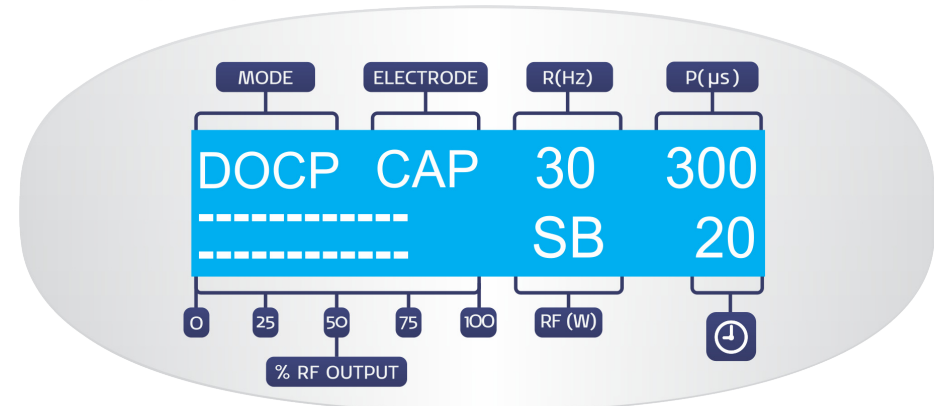 MODE ELECTRODE R(Hz) P(µs)
DOCP CAP 30 300
SB 20
0 25 50 75 100 RF (W)
% RF OUTPUT